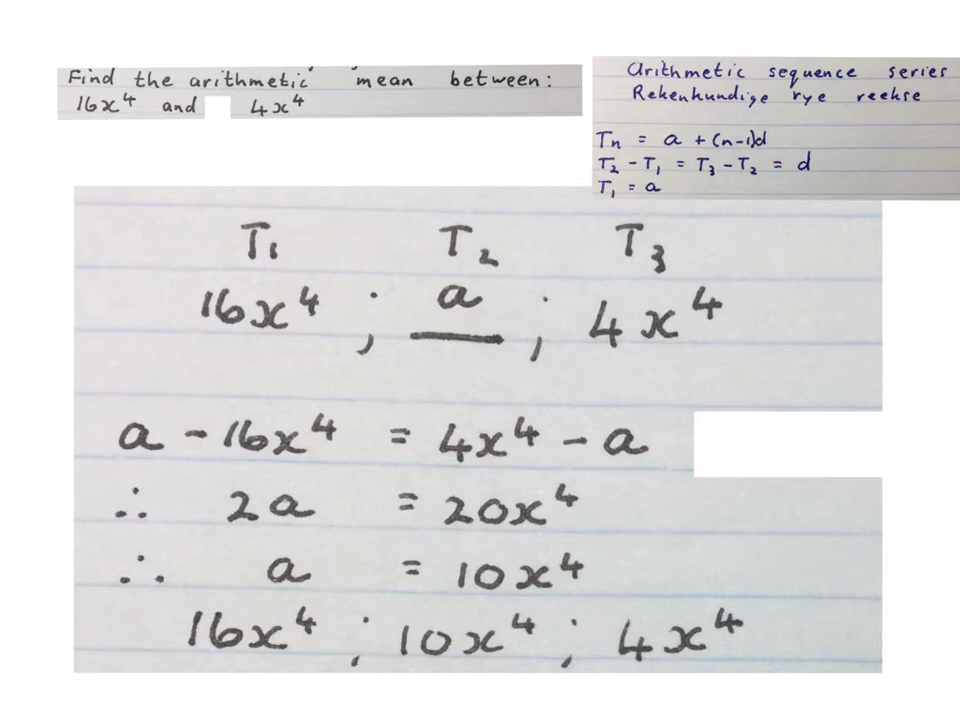 Find the arithmetic mean between:
16x⁴ and 4x⁴
Arithmetic sequence series
Rekenkundige rye reekse
Tn = a + (n-1)d
T₂ - T₁ = T₃ - T₂ = d
T₁ = a
T₁ T₂ T₃
16x⁴ ; a ; 4x⁴
a - 16x⁴ = 4x⁴ - a
∴ 2a = 20x⁴
∴ a = 10x⁴
16x⁴ ; 10x⁴ ; 4x⁴